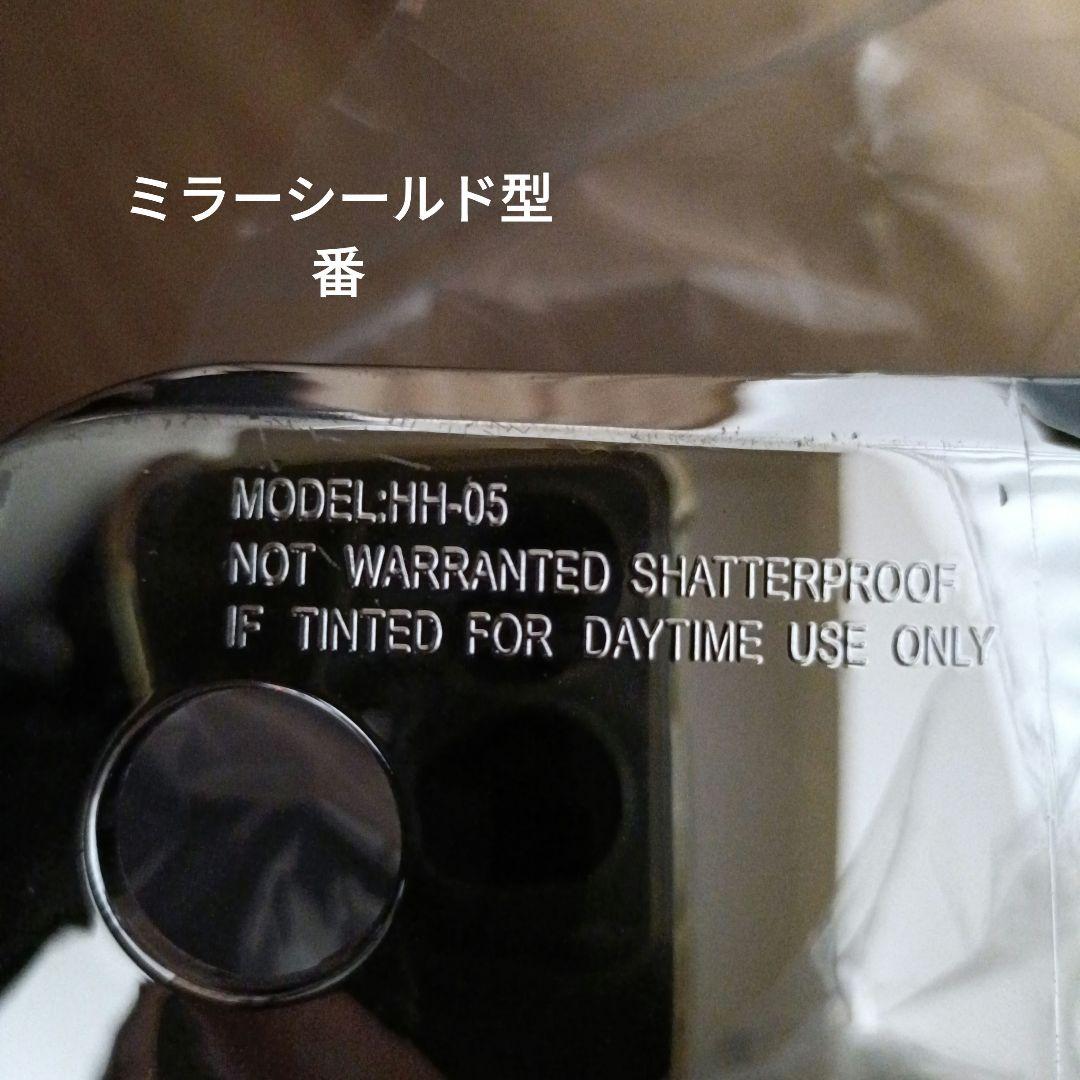 ミラーシールド型
番
MODEL:HH-05
NOT WARRANTED SHATTERPROOF
IF TINTED FOR DAYTIME USE ONLY